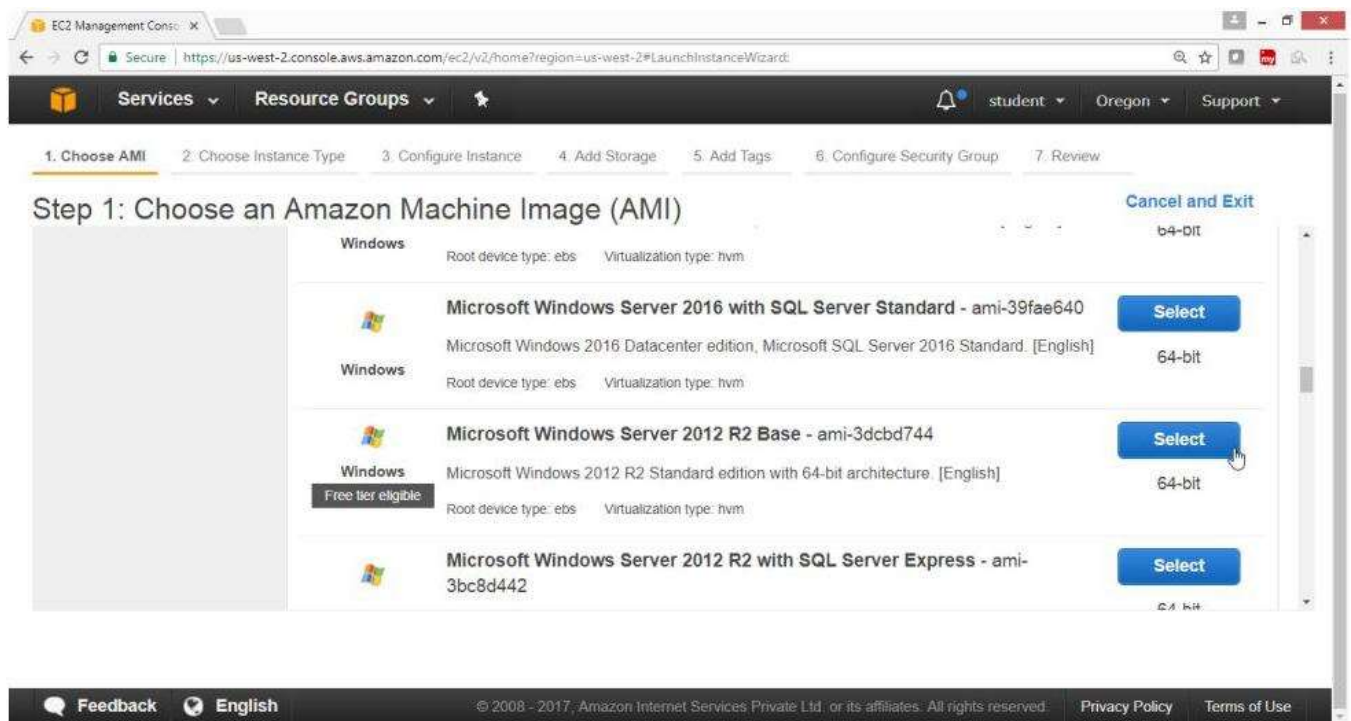 EC2 Management Conso
Secure https://us-west-2.console.aws.amazon.com/ec2/v2/home?region=us-west-2#LaunchInstanceWizard:
my
Services Resource Groups student Oregon Support
1. Choose AMI 2. Choose Instance Type 3. Configure Instance 4. Add Storage 5. Add Tags 6. Configure Security Group 7. Review
Step 1: Choose an Amazon Machine Image (AMI) Cancel and Exit
Windows 64-bit
Root device type: ebs Virtualization type: hvm
Microsoft Windows Server 2016 with SQL Server Standard - ami-39fae640 Select
Microsoft Windows 2016 Datacenter edition, Microsoft SQL Server 2016 Standard. [English]
Windows 64-bit
Root device type: ebs Virtualization type: hvm
Microsoft Windows Server 2012 R2 Base - ami-3dcbd744 Select
Windows Microsoft Windows 2012 R2 Standard edition with 64-bit architecture. [English]
64-bit
Free tier eligible
Root device type: ebs Virtualization type: hvm
Microsoft Windows Server 2012 R2 with SQL Server Express - ami-
3bc8d442 Select
64-bit
Feedback English © 2008 - 2017, Amazon Internet Services Private Ltd. or its affiliates. All rights reserved. Privacy Policy Terms of Use